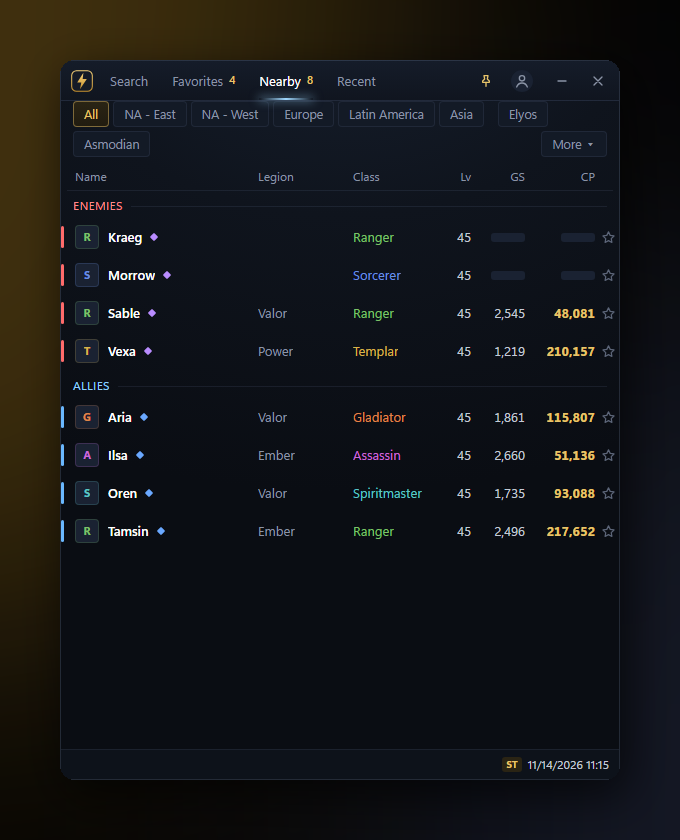 Search Favorites 4 Nearby 8 Recent
All NA - East NA - West Europe Latin America Asia Elyos
Asmodian More
Name Legion Class Lv GS CP
ENEMIES
R Kraeg Ranger 45
S Morrow Sorcerer 45
R Sable Valor Ranger 45 2,545 48,081
T Vexa Power Templar 45 1,219 210,157
ALLIES
G Aria Valor Gladiator 45 1,861 115,807
A Ilsa Ember Assassin 45 2,660 51,136
S Oren Valor Spiritmaster 45 1,735 93,088
R Tamsin Ember Ranger 45 2,496 217,652
ST 11/14/2026 11:15